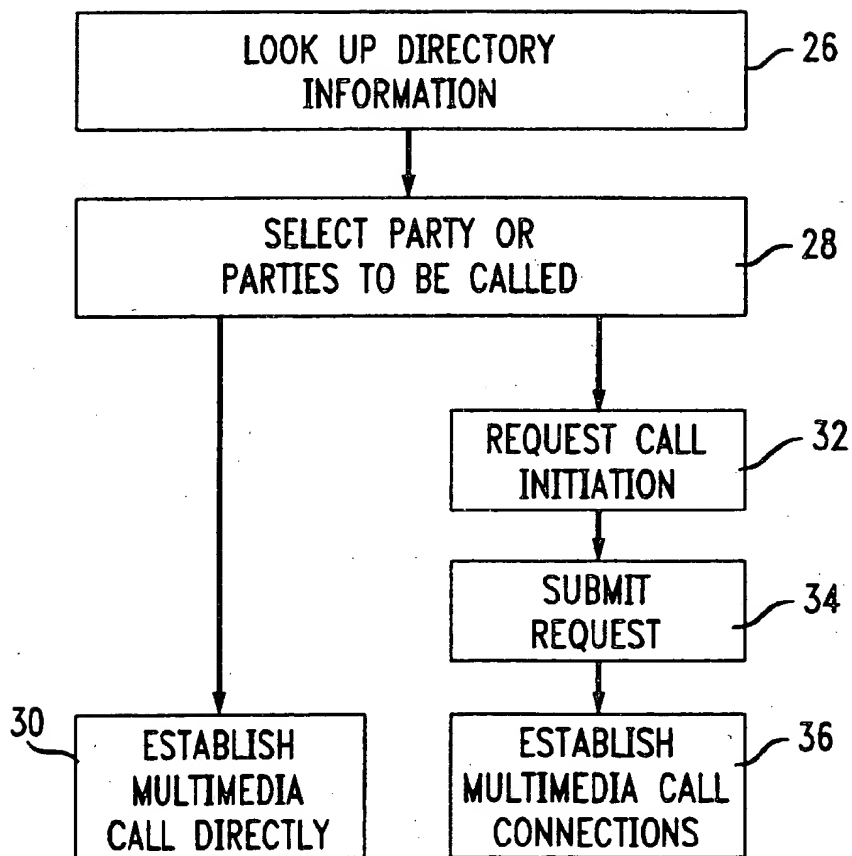 LOOK UP DIRECTORY
INFORMATION
26
SELECT PARTY OR
PARTIES TO BE CALLED
28
REQUEST CALL
INITIATION
32
SUBMIT
REQUEST
34
30
ESTABLISH
MULTIMEDIA
CALL DIRECTLY
ESTABLISH
MULTIMEDIA CALL
CONNECTIONS
36